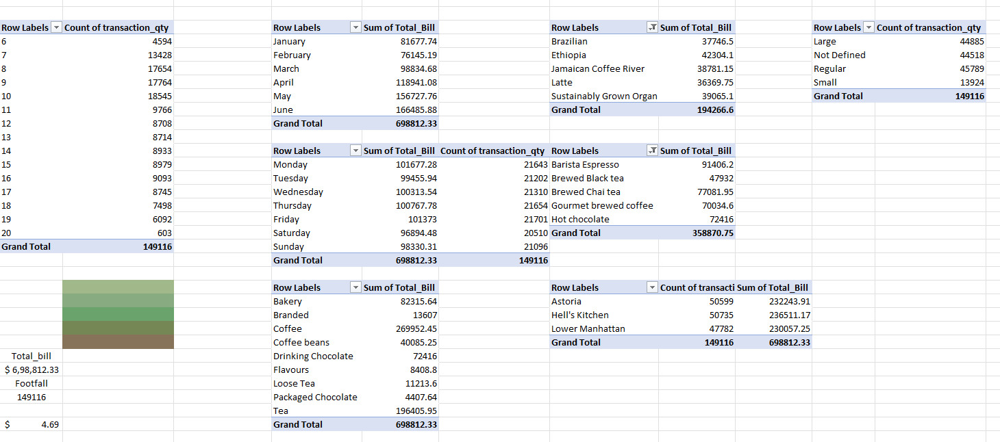 Row Labels Count of transaction_qty
6 4594
7 13428
8 17654
9 17764
10 18545
11 9766
12 8708
13 8714
14 8933
15 8979
16 9093
17 8745
18 7498
19 6092
20 603
Grand Total 149116
Total_bill
$ 6,98,812.33
Footfall
149116
$ 4.69
Row Labels Sum of Total_Bill
January 81677.74
February 76145.19
March 98834.68
April 118941.08
May 156727.76
June 166485.88
Grand Total 698812.33
Row Labels Sum of Total_Bill Count of transaction_qty
Monday 101677.28 21643
Tuesday 99455.94 21202
Wednesday 100313.54 21310
Thursday 100767.78 21654
Friday 101373 21701
Saturday 96894.48 20510
Sunday 98330.31 21096
Grand Total 698812.33 149116
Row Labels Sum of Total_Bill
Bakery 82315.64
Branded 13607
Coffee 269952.45
Coffee beans 40085.25
Drinking Chocolate 72416
Flavours 8408.8
Loose Tea 11213.6
Packaged Chocolate 4407.64
Tea 196405.95
Grand Total 698812.33
Row Labels Sum of Total_Bill
Brazilian 37746.5
Ethiopia 42304.1
Jamaican Coffee River 38781.15
Latte 36369.75
Sustainably Grown Organ 39065.1
Grand Total 194266.6
Row Labels Sum of Total_Bill
Barista Espresso 91406.2
Brewed Black tea 47932
Brewed Chai tea 77081.95
Gourmet brewed coffee 70034.6
Hot chocolate 72416
Grand Total 358870.75
Row Labels Count of transacti Sum of Total_Bill
Astoria 50599 232243.91
Hell's Kitchen 50735 236511.17
Lower Manhattan 47782 230057.25
Grand Total 149116 698812.33
Row Labels Count of transaction_qty
Large 44885
Not Defined 44518
Regular 45789
Small 13924
Grand Total 149116